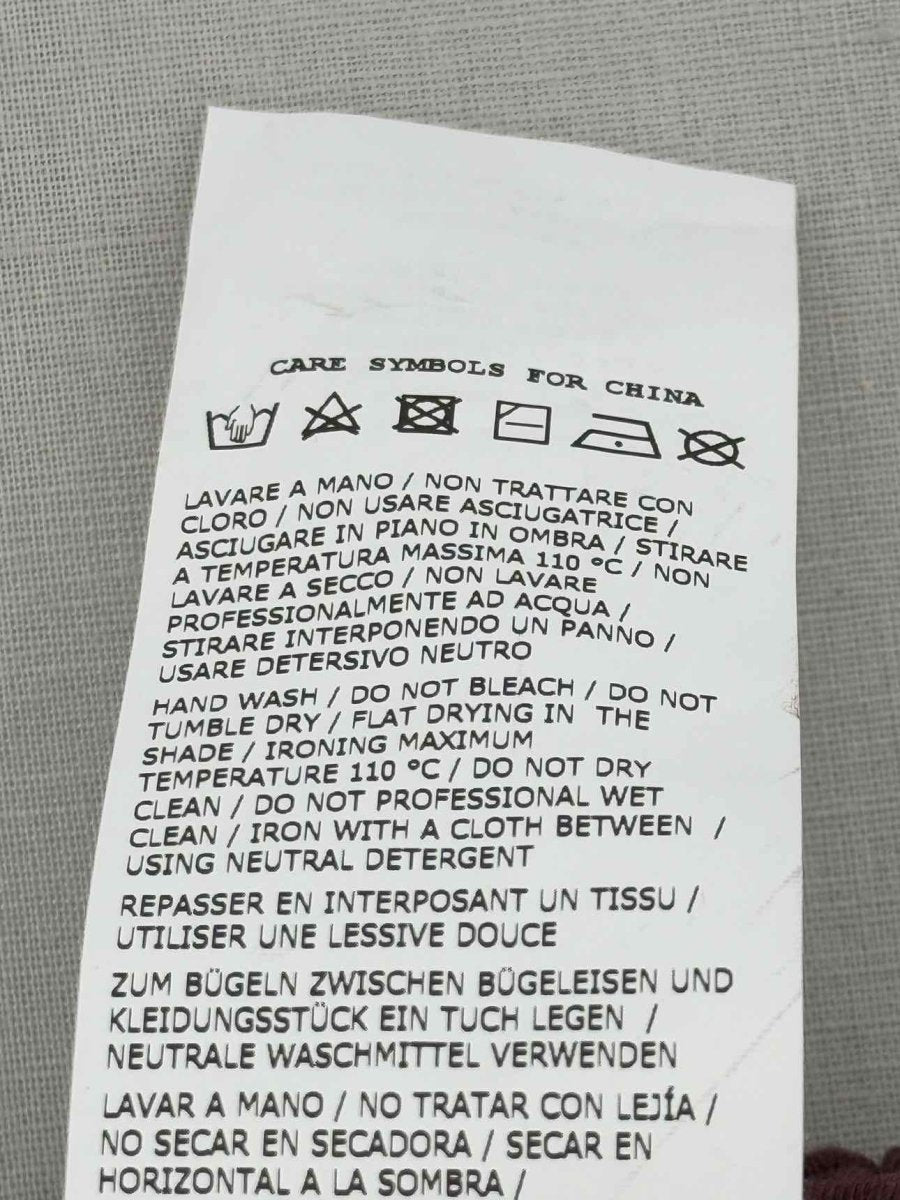 CARE SYMBOLS FOR CHINA
LAVARE A MANO / NON TRATTARE CON
CLORO / NON USARE ASCIUGATRICE /
ASCIUGARE IN PIANO IN OMBRA / STIRARE
A TEMPERATURA MASSIMA 110 °C / NON
LAVARE A SECCO / NON LAVARE
PROFESSIONALMENTE AD ACQUA /
STIRARE INTERPONENDO UN PANNO /
USARE DETERSIVO NEUTRO
HAND WASH / DO NOT BLEACH / DO NOT
TUMBLE DRY / FLAT DRYING IN THE
SHADE / IRONING MAXIMUM
TEMPERATURE 110 °C / DO NOT DRY
CLEAN / DO NOT PROFESSIONAL WET
CLEAN / IRON WITH A CLOTH BETWEEN /
USING NEUTRAL DETERGENT
REPASSER EN INTERPOSANT UN TISSU /
UTILISER UNE LESSIVE DOUCE
ZUM BÜGELN ZWISCHEN BÜGELEISEN UND
KLEIDUNGSSTÜCK EIN TUCH LEGEN /
NEUTRALE WASCHMITTEL VERWENDEN
LAVAR A MANO / NO TRATAR CON LEJÍA /
NO SECAR EN SECADORA / SECAR EN
HORIZONTAL A LA SOMBRA /